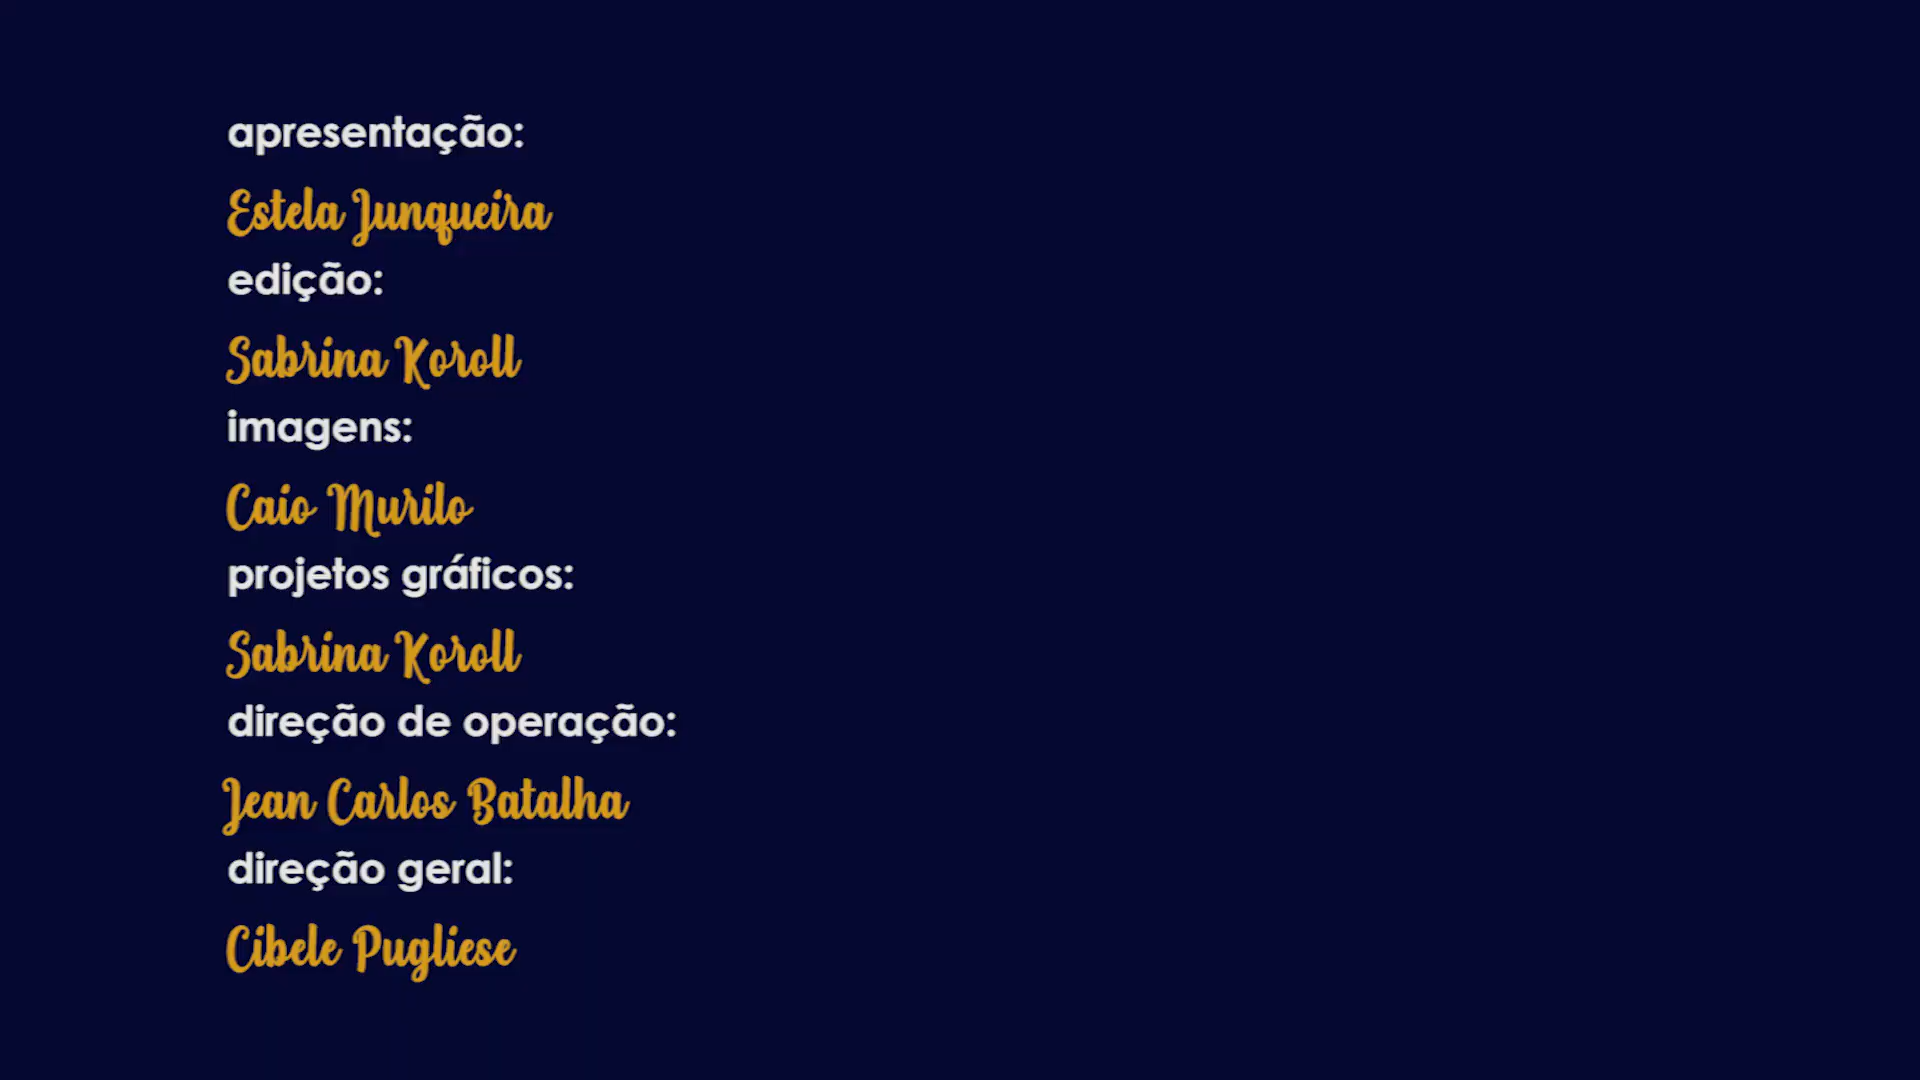 apresentação:
Estela Junqueira
edição:
Sabrina Koroll
imagens:
Caio Murilo
projetos gráficos:
Sabrina Koroll
direção de operação:
Jean Carlos Batalha
direção geral:
Cibele Pugliese